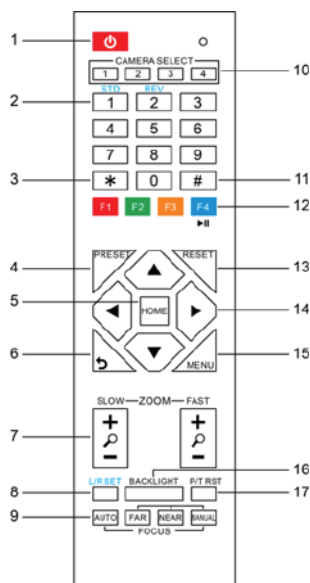 1
CAMERA SELECT
1 2 3 4
10
STD REV
2
1 2 3
4 5 6
7 8 9
3
* 0 #
11
F1 F2 F3 F4
12
▶II
4
PRESET RESET
13
5
HOME
14
6
MENU
15
SLOW ZOOM FAST
+ +
7
− −
16
L/R SET BACKLIGHT P/T RST
8
17
9
AUTO FAR NEAR MANUAL
FOCUS